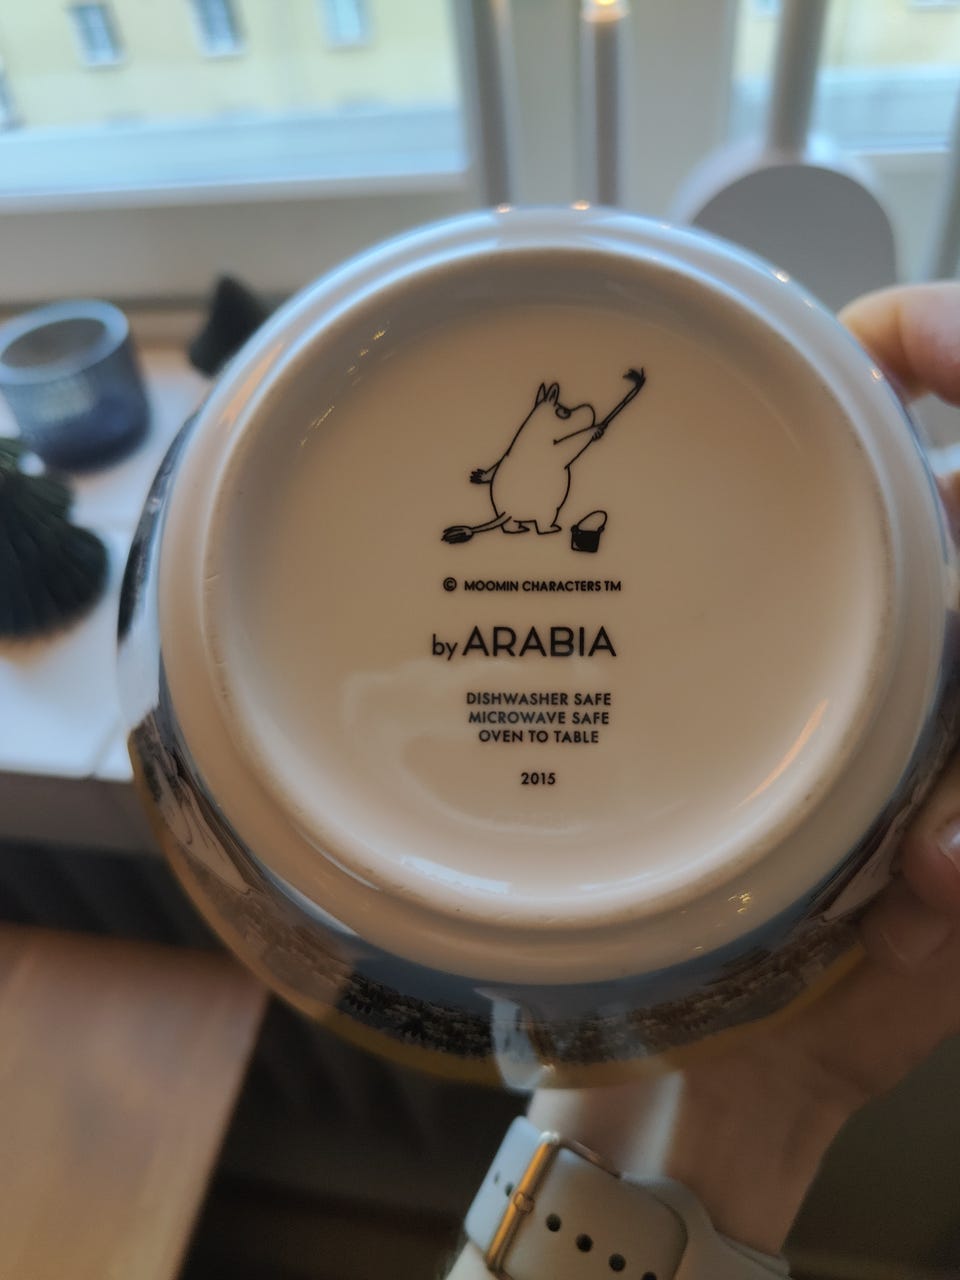 © MOOMIN CHARACTERS TM
by ARABIA
DISHWASHER SAFE
MICROWAVE SAFE
OVEN TO TABLE
2015